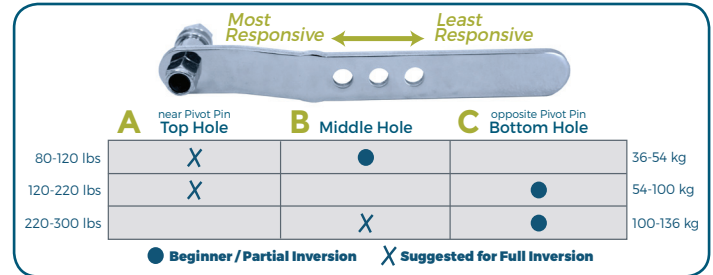 Most Responsive
Least Responsive
A near Pivot Pin Top Hole
B Middle Hole
C opposite Pivot Pin Bottom Hole
80-120 lbs X ● 36-54 kg
120-220 lbs X ● 54-100 kg
220-300 lbs X ● 100-136 kg
● Beginner / Partial Inversion X Suggested for Full Inversion